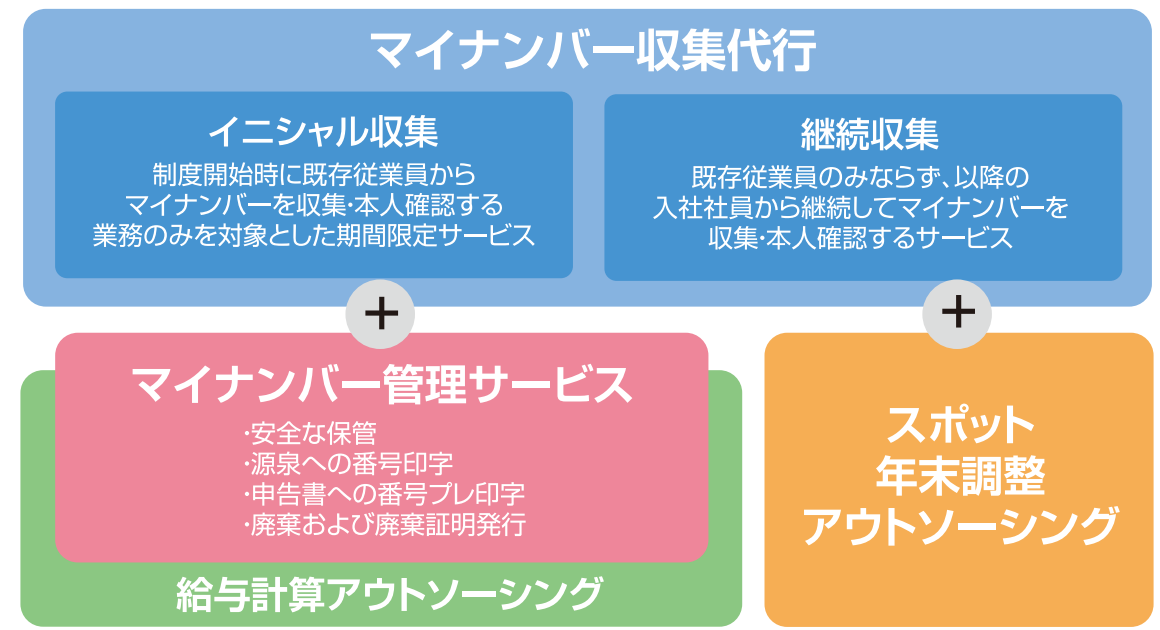 マイナンバー収集代行
イニシャル収集
制度開始時に既存従業員から
マイナンバーを収集・本人確認する
業務のみを対象とした期間限定サービス
継続収集
既存従業員のみならず、以降の
入社社員から継続してマイナンバーを
収集・本人確認するサービス
+
+
マイナンバー管理サービス
・安全な保管
・源泉への番号印字
・申告書への番号プレ印字
・廃棄および廃棄証明発行
給与計算アウトソーシング
スポット
年末調整
アウトソーシング